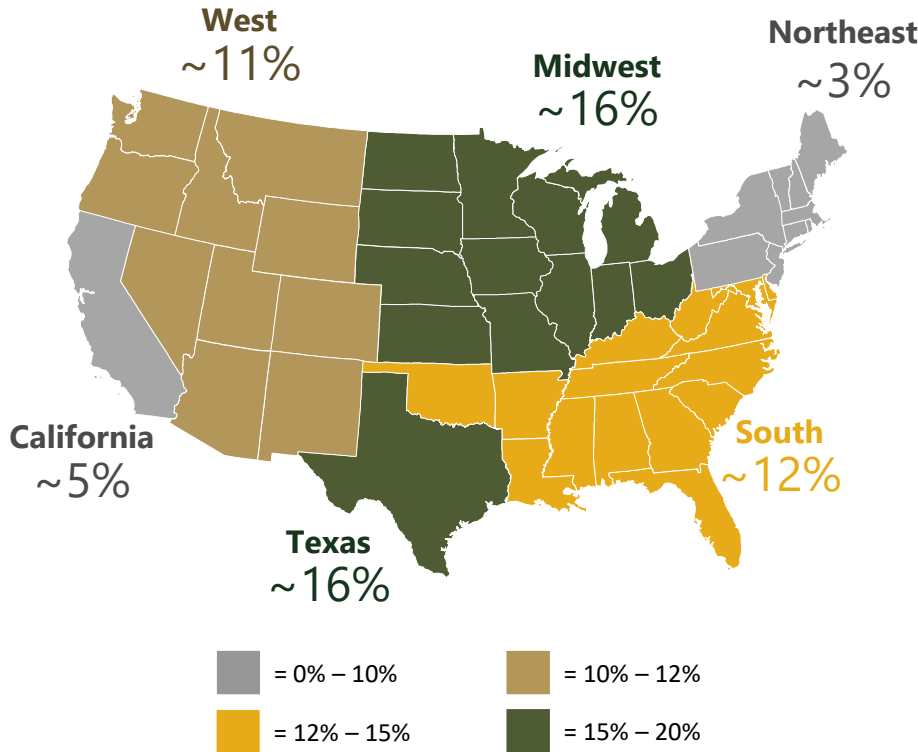 West
~11%
Northeast
~3%
Midwest
~16%
California
~5%
South
~12%
Texas
~16%
= 0% – 10%
= 10% – 12%
= 12% – 15%
= 15% – 20%